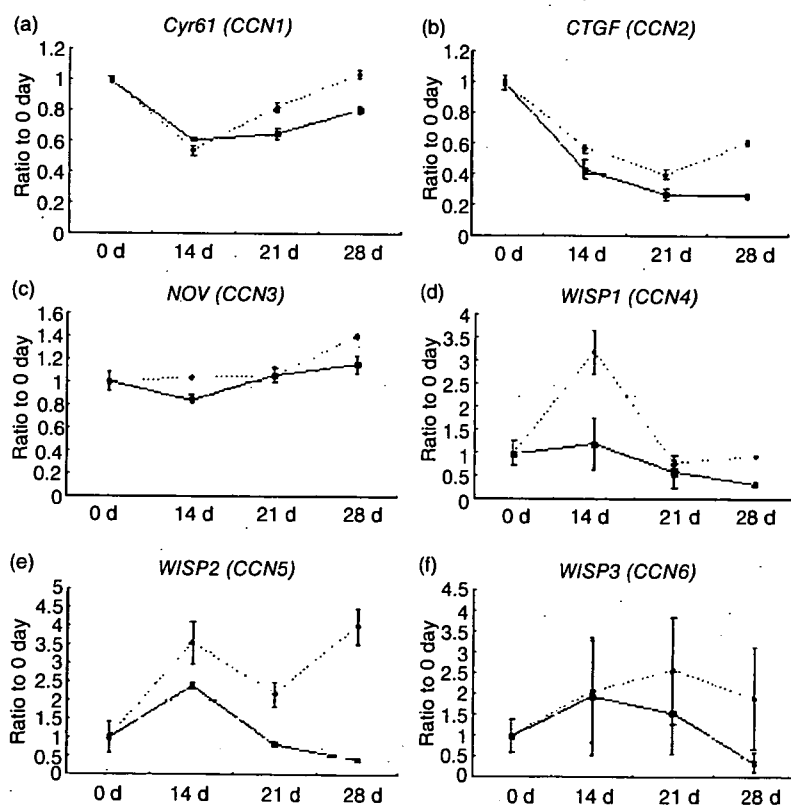 (a) Cyr61 (CCN1)
Ratio to 0 day
1.2
1
0.8
0.6
0.4
0.2
0
0 d 14 d 21 d 28 d
(b) CTGF (CCN2)
Ratio to 0 day
1.2
1
0.8
0.6
0.4
0.2
0
0 d 14 d 21 d 28 d
(c) NOV (CCN3)
Ratio to 0 day
1.6
1.4
1.2
1
0.8
0.6
0.4
0.2
0
0 d 14 d 21 d 28 d
(d) WISP1 (CCN4)
Ratio to 0 day
4
3.5
3
2.5
2
1.5
1
0.5
0
0 d 14 d 21 d 28 d
(e) WISP2 (CCN5)
Ratio to 0 day
5
4.5
4
3.5
3
2.5
2
1.5
1
0.5
0
0 d 14 d 21 d 28 d
(f) WISP3 (CCN6)
Ratio to 0 day
4.5
4
3.5
3
2.5
2
1.5
1
0.5
0
0 d 14 d 21 d 28 d